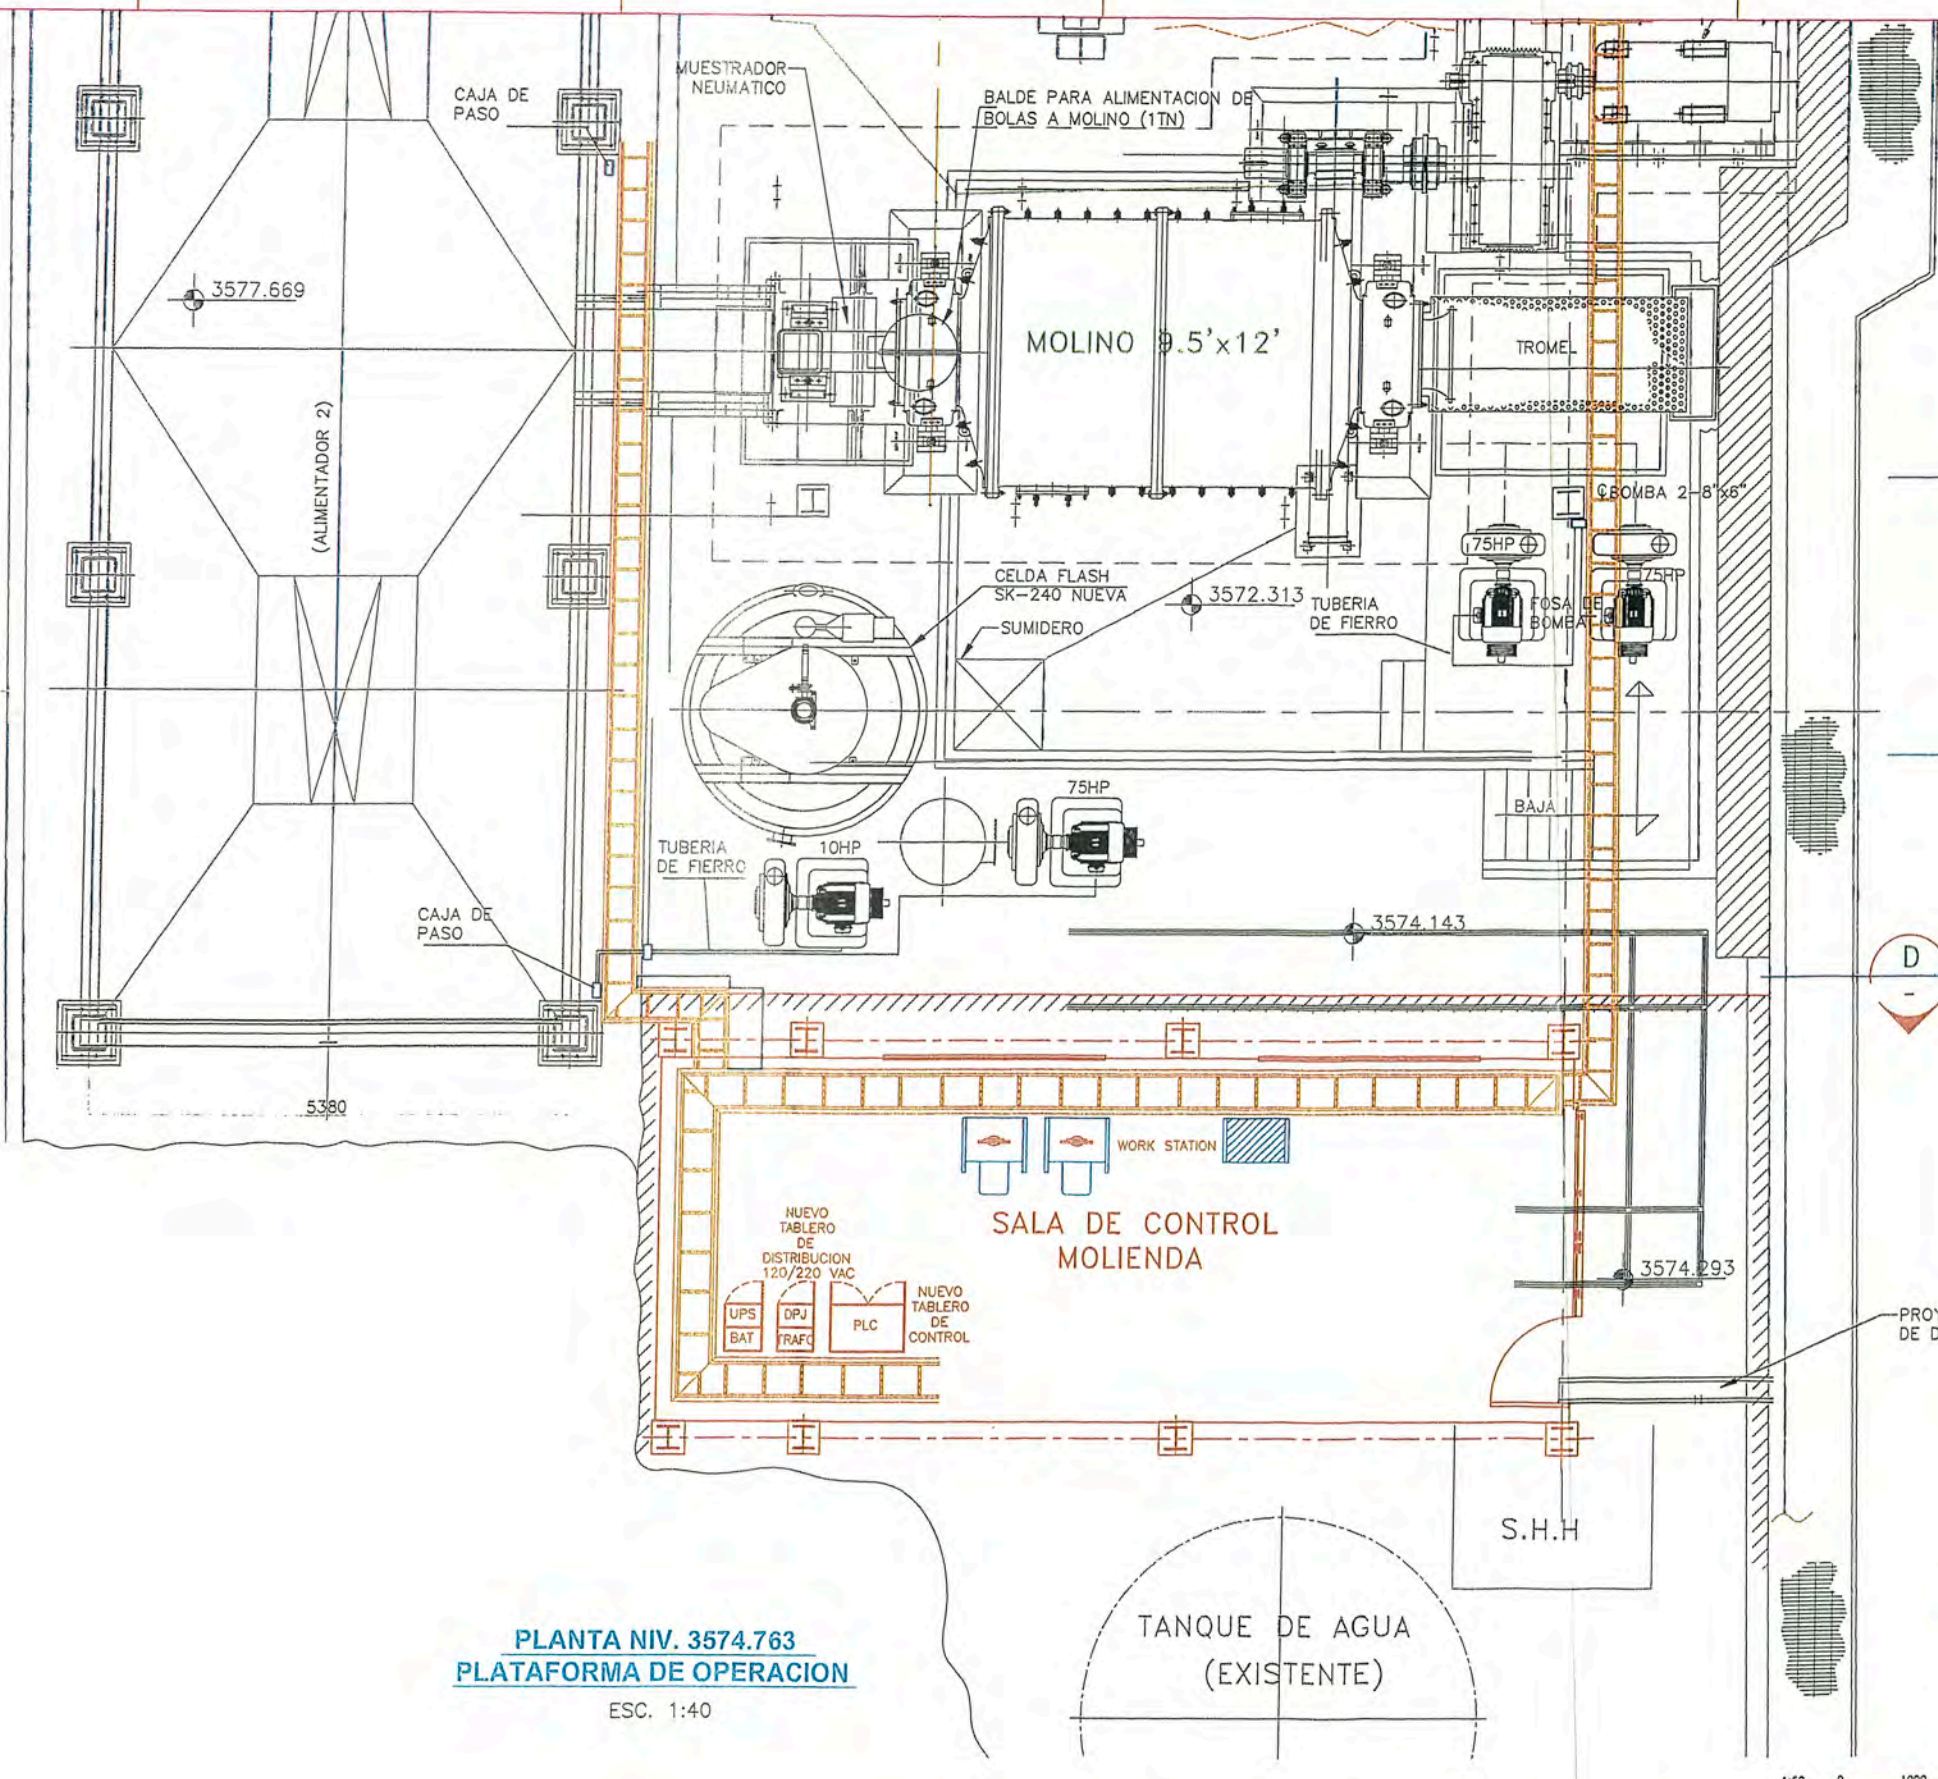 MUESTRADOR
NEUMATICO
CAJA DE
PASO
BALDE PARA ALIMENTACION DE
BOLAS A MOLINO (1TN)
3577.669
MOLINO 9.5'x12'
TROMEL
(ALIMENTADOR 2)
BOMBA 2-8"x6"
75HP
75HP
CELDA FLASH
SK-240 NUEVA
3572.313
TUBERIA
DE FIERRO
FOSA DE
BOMBA
SUMIDERO
75HP
BAJA
TUBERIA
DE FIERRO
10HP
CAJA DE
PASO
3574.143
D
-
5380
WORK STATION
SALA DE CONTROL
MOLIENDA
NUEVO
TABLERO
DE
DISTRIBUCION
120/220 VAC
3574.293
UPS
BAT
DPJ
TRAFO
PLC
NUEVO
TABLERO
DE
CONTROL
PROY
DE D
S.H.H
TANQUE DE AGUA
(EXISTENTE)
PLANTA NIV. 3574.763
PLATAFORMA DE OPERACION
ESC. 1:40